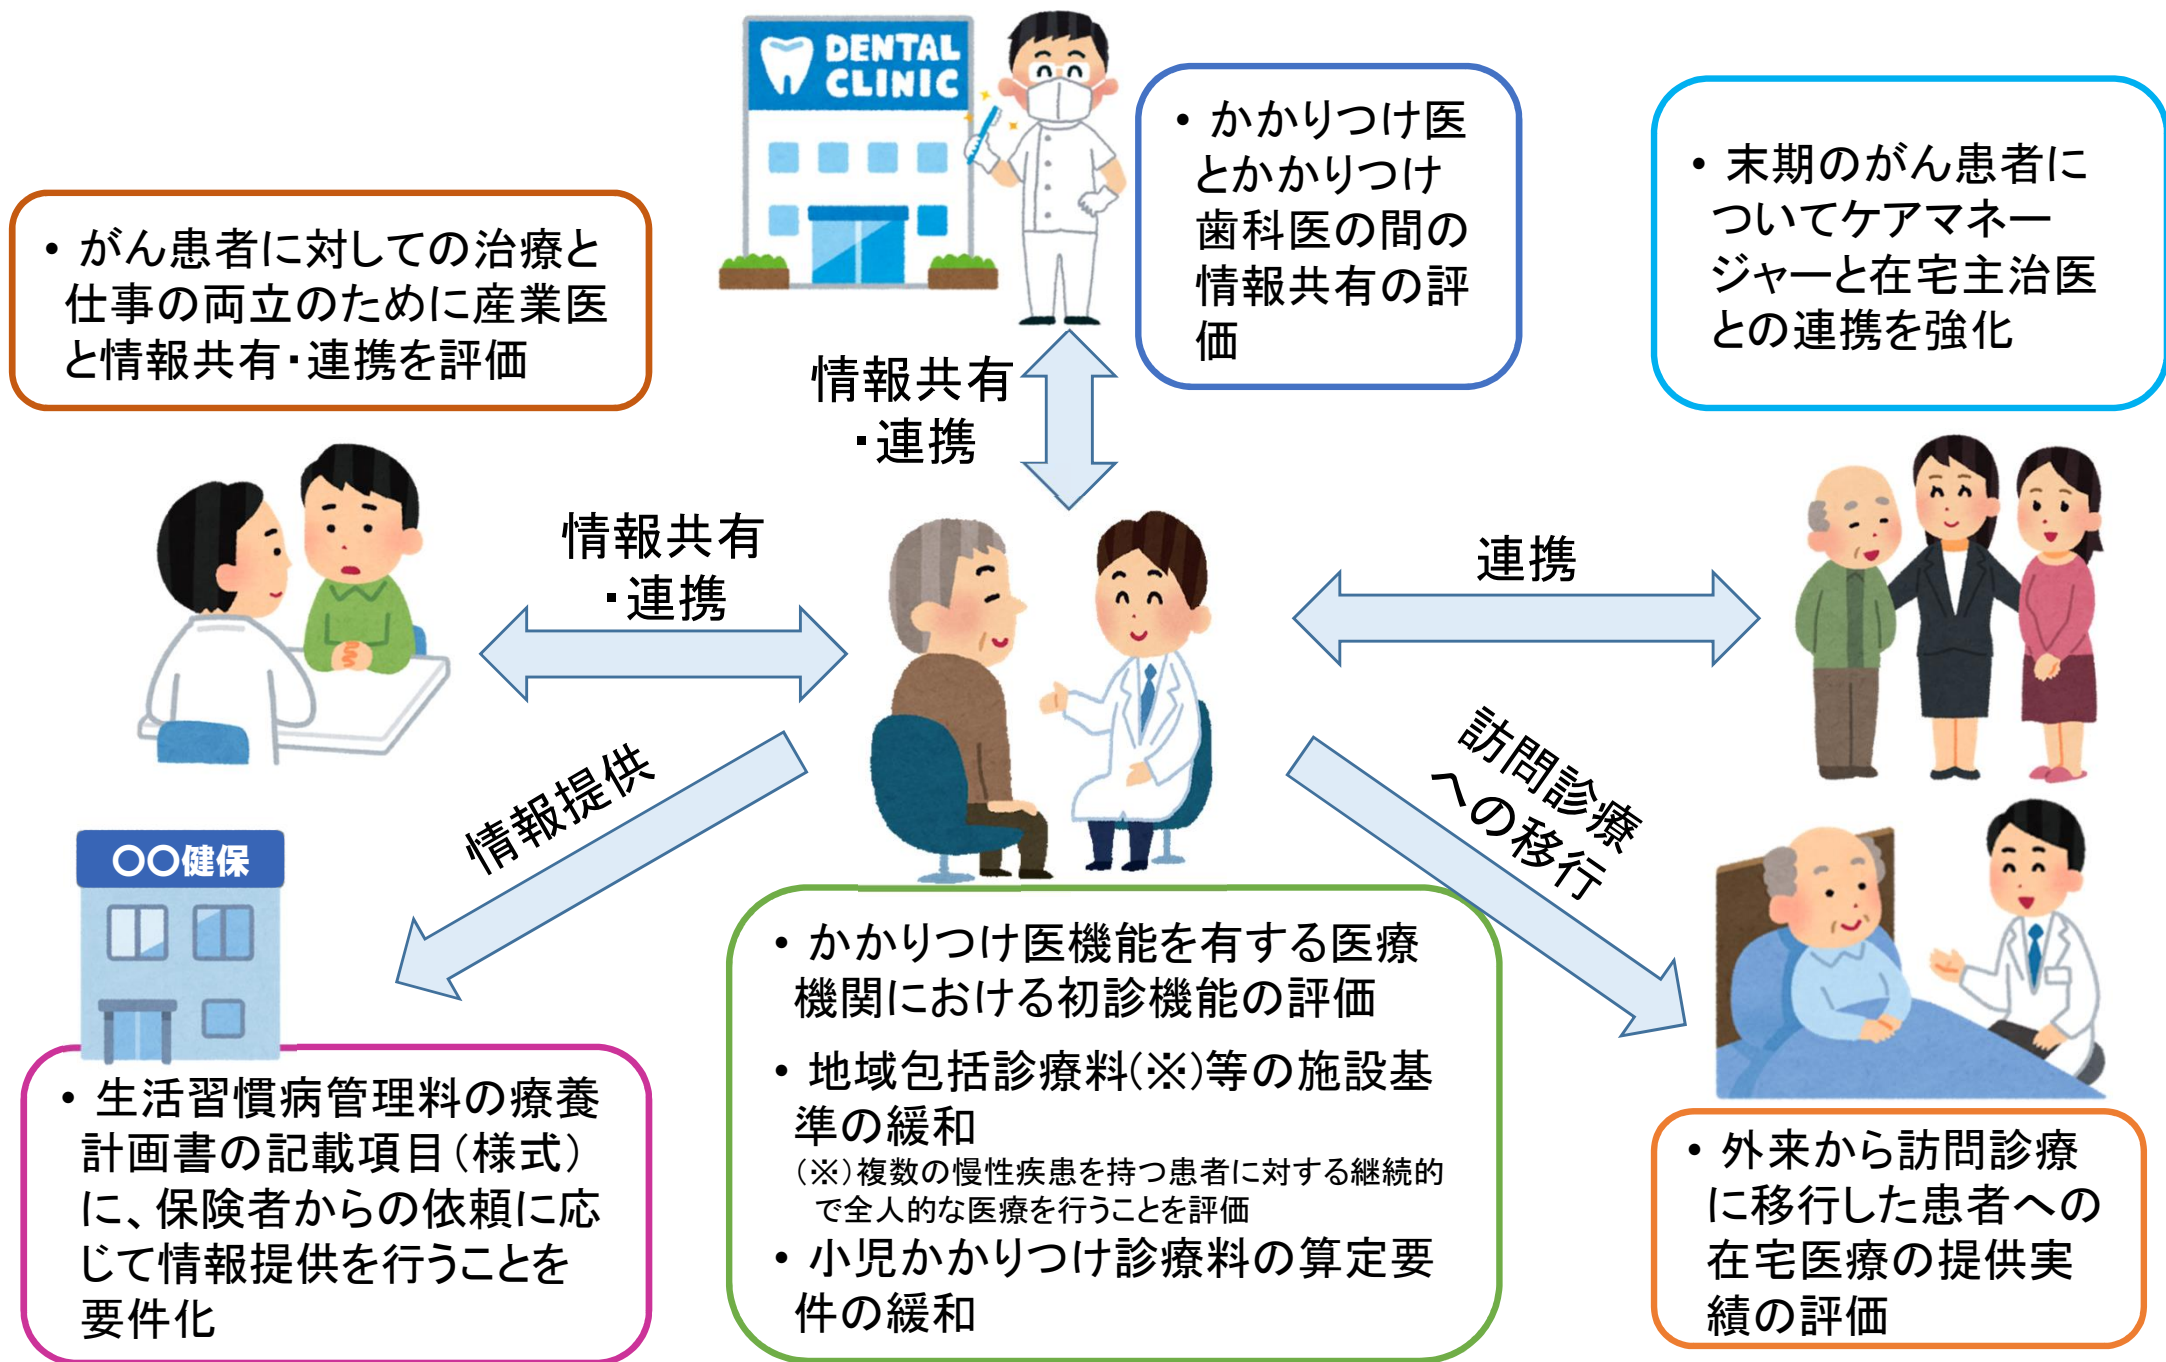 DENTAL
CLINIC
・かかりつけ医
とかかりつけ
歯科医の間の
情報共有の評
価
・末期のがん患者に
ついてケアマネー
ジャーと在宅主治医
との連携を強化
・がん患者に対しての治療と
仕事の両立のために産業医
と情報共有・連携を評価
情報共有
・連携
情報共有
・連携
連携
情報提供
訪問診療
への移行
〇〇健保
・かかりつけ医機能を有する医療
機関における初診機能の評価
・地域包括診療料(※)等の施設基
準の緩和
(※)複数の慢性疾患を持つ患者に対する継続的
で全人的な医療を行うことを評価
・小児かかりつけ診療料の算定要
件の緩和
・生活習慣病管理料の療養
計画書の記載項目(様式)
に、保険者からの依頼に応
じて情報提供を行うことを
要件化
・外来から訪問診療
に移行した患者への
在宅医療の提供実
績の評価